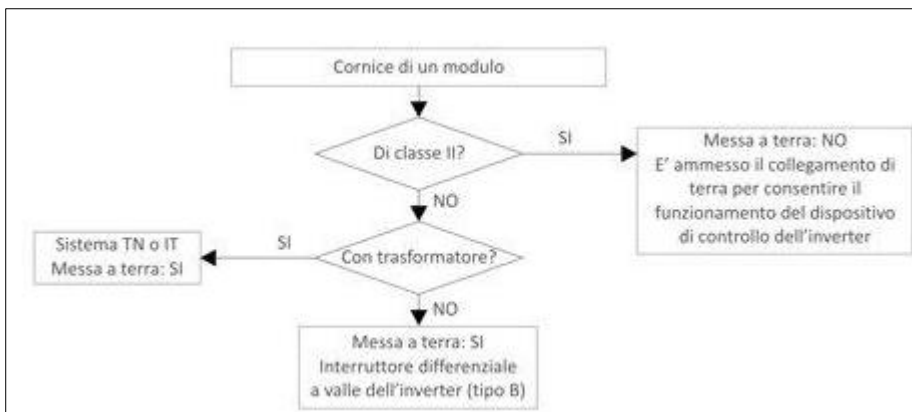 Cornice di un modulo
Di classe II?
SI
Messa a terra: NO
E' ammesso il collegamento di
terra per consentire il
funzionamento del dispositivo
di controllo dell'inverter
NO
Sistema TN o IT
Messa a terra: SI
SI
Con trasformatore?
NO
Messa a terra: SI
Interruttore differenziale
a valle dell'inverter (tipo B)